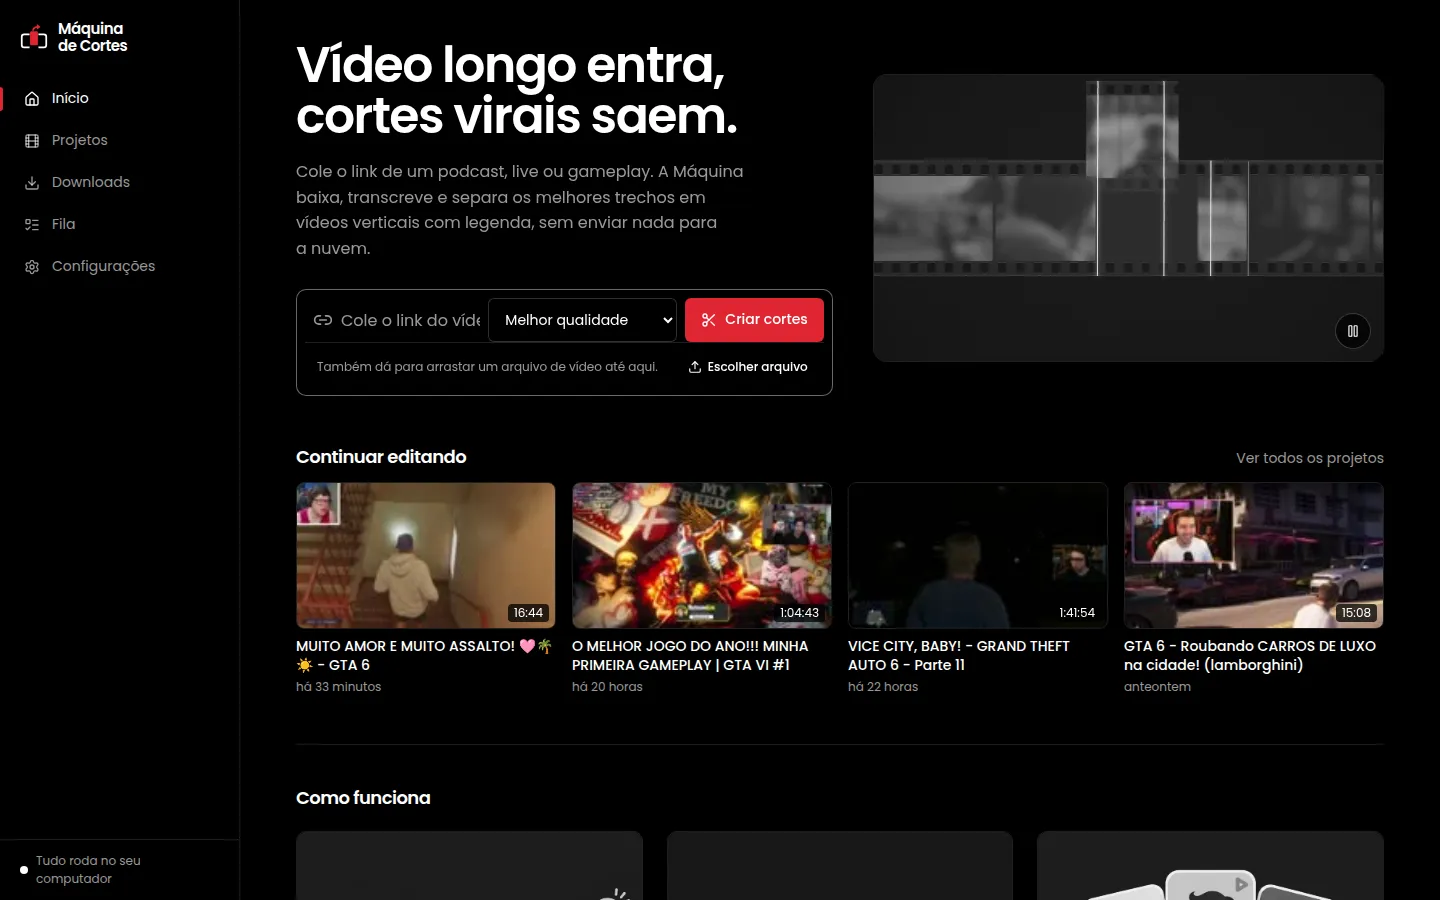 Máquina
de Cortes
Início
Projetos
Downloads
Fila
Configurações
Tudo roda no seu
computador
Vídeo longo entra,
cortes virais saem.
Cole o link de um podcast, live ou gameplay. A Máquina
baixa, transcreve e separa os melhores trechos em
vídeos verticais com legenda, sem enviar nada para
a nuvem.
Cole o link do víde
Melhor qualidade
Criar cortes
Também dá para arrastar um arquivo de vídeo até aqui.
Escolher arquivo
Continuar editando
Ver todos os projetos
MY
FREEDO
16:44
1:04:43
1:41:54
15:08
MUITO AMOR E MUITO ASSALTO! 🩷🌴
☀️ - GTA 6
há 33 minutos
O MELHOR JOGO DO ANO!!! MINHA
PRIMEIRA GAMEPLAY | GTA VI #1
há 20 horas
VICE CITY, BABY! - GRAND THEFT
AUTO 6 - Parte 11
há 22 horas
GTA 6 - Roubando CARROS DE LUXO
na cidade! (lamborghini)
anteontem
Como funciona